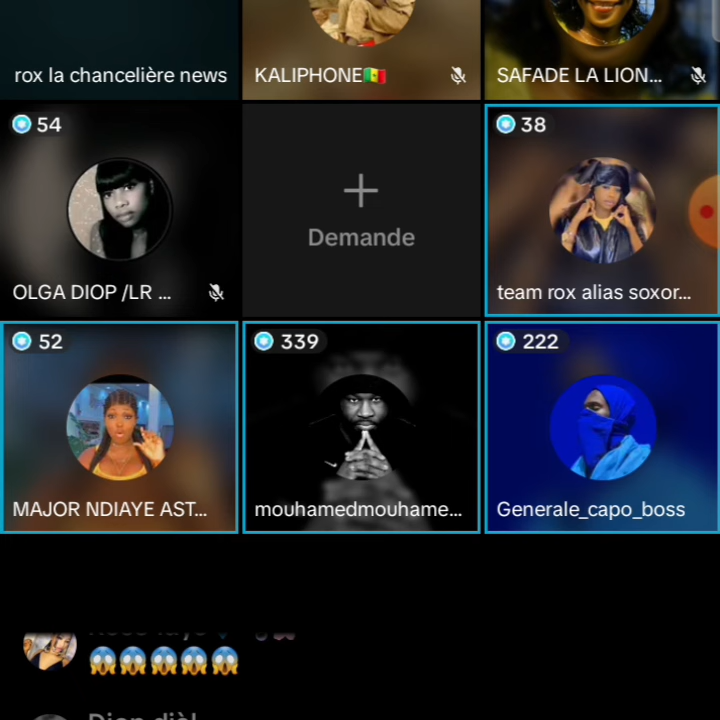 rox la chancelière news
KALIPHONE🇸🇳
SAFADE LA LION...
54
38
OLGA DIOP /LR ...
Demande
team rox alias soxor...
52
339
222
MAJOR NDIAYE AST...
mouhamedmouhame...
Generale_capo_boss
😱😱😱😱😱